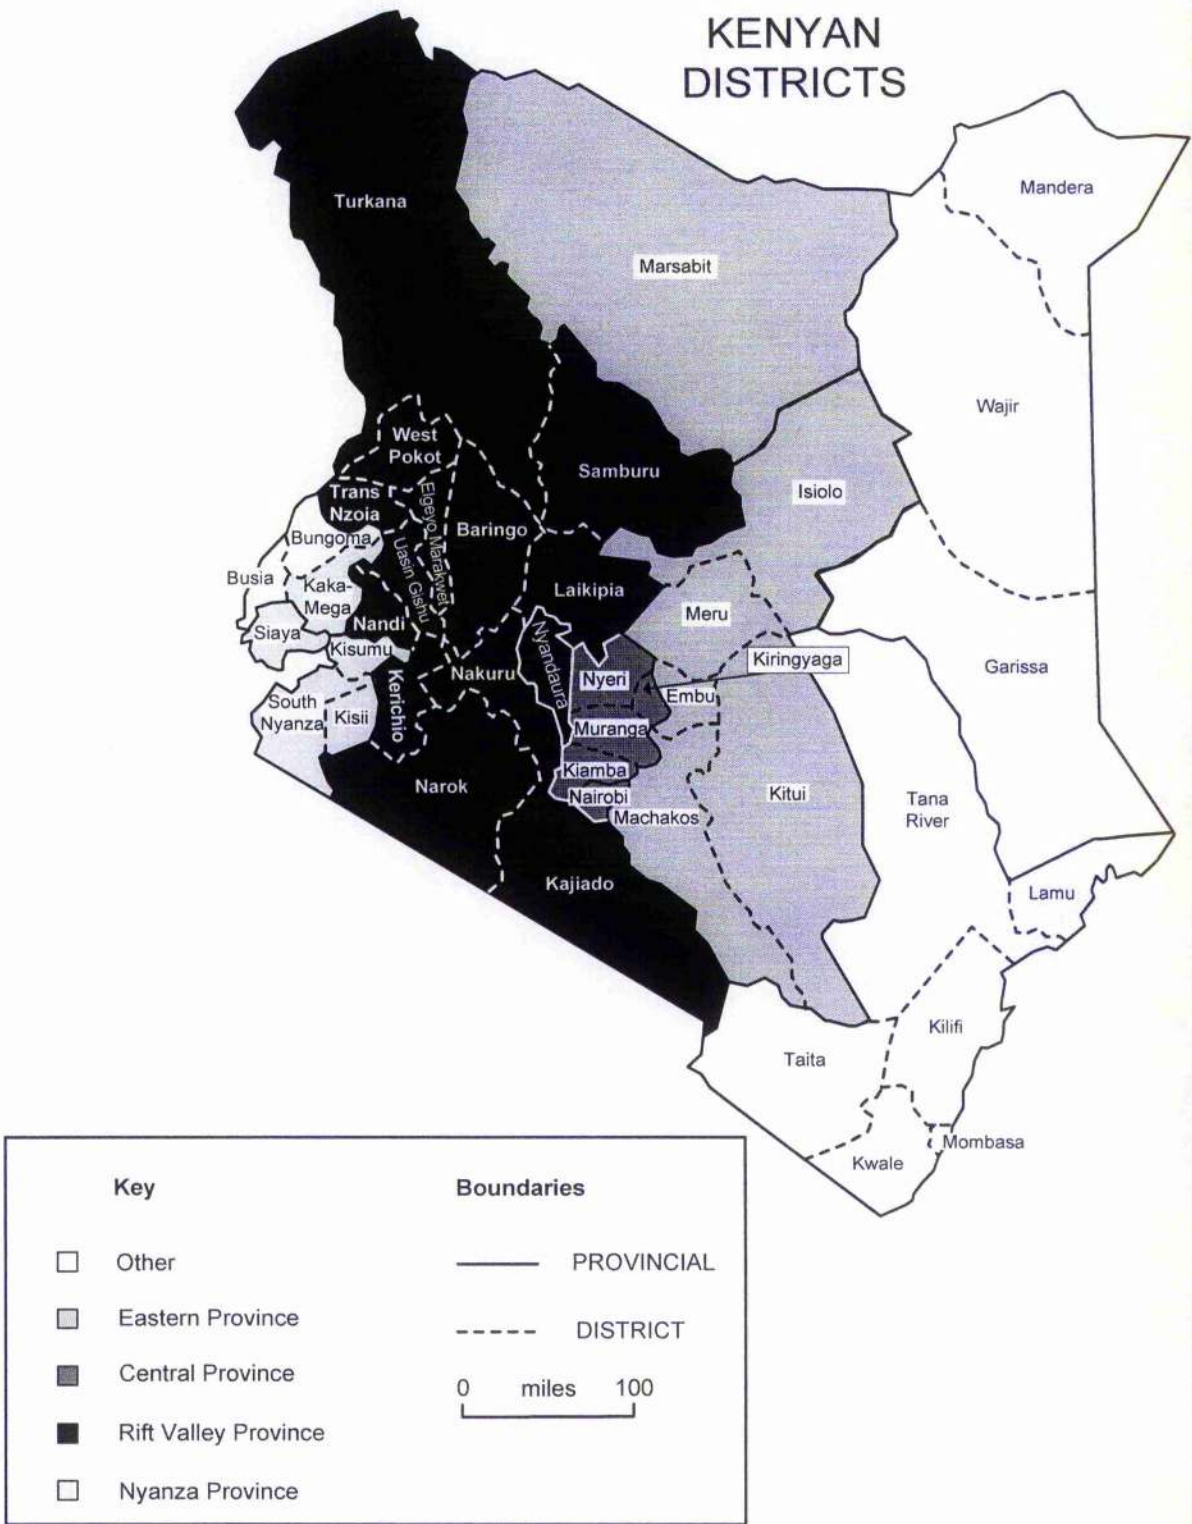 KENYAN
DISTRICTS
Mandera
Turkana
Marsabit
Wajir
West
Pokot
Samburu
Isiolo
Trans
Nzoia
Elgeyo Marakwet
Baringo
Bungoma
Uasin Gishu
Busia
Kaka-
Mega
Laikipia
Meru
Nandi
Siaya
Kisumu
Nyandaura
Kiringyaga
Garissa
Nakuru
Nyeri
Embu
South
Nyanza
Kisii
Kerichio
Muranga
Kiamba
Narok
Nairobi
Kitui
Machakos
Tana
River
Kajiado
Lamu
Kilifi
Taita
Mombasa
Kwale
Key
Boundaries
Other
PROVINCIAL
Eastern Province
DISTRICT
Central Province
0 miles 100
Rift Valley Province
Nyanza Province